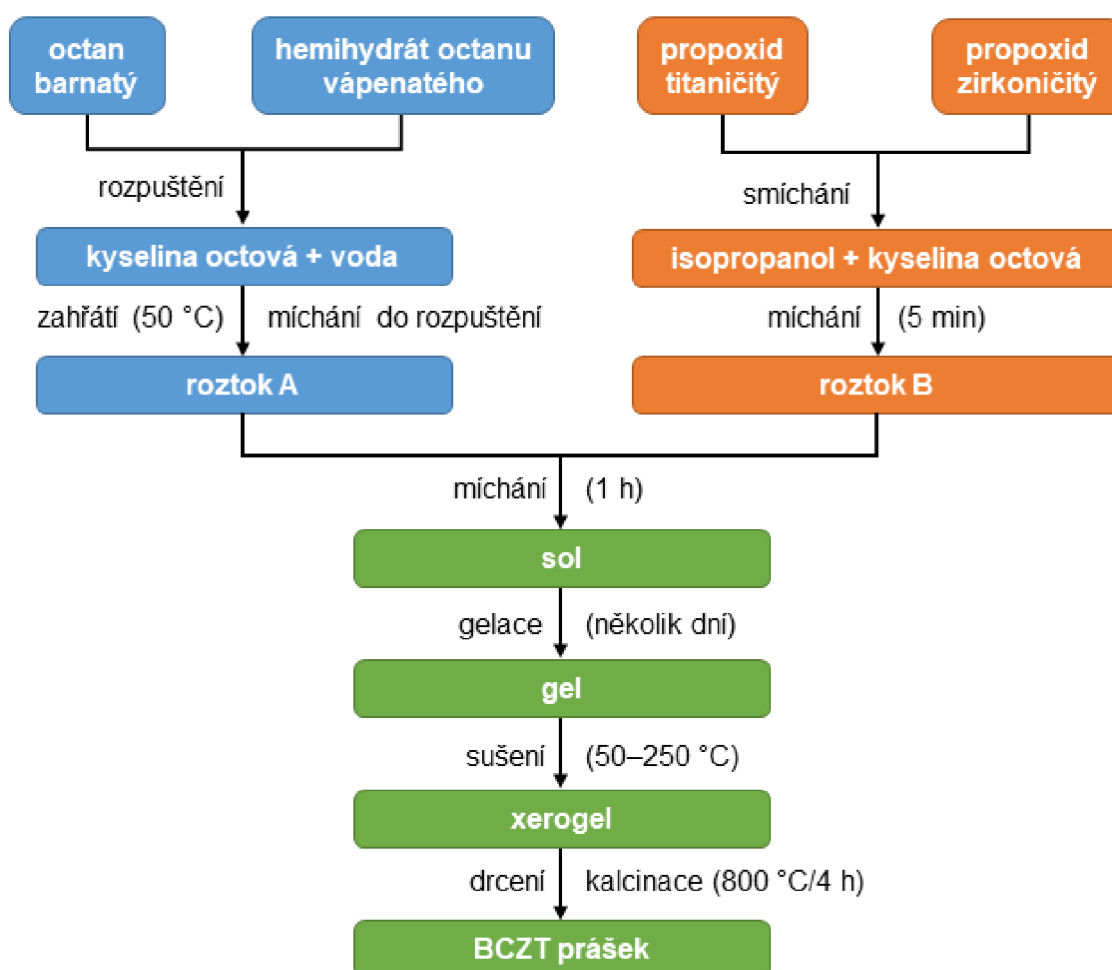 octan
barnatý
hemihydrát octanu
vápenatého
propoxid
titaničitý
propoxid
zirkoničitý
rozpuštění
smíchání
kyselina octová + voda
isopropanol + kyselina octová
zahřátí (50 °C)
míchání do rozpuštění
míchání
(5 min)
roztok A
roztok B
míchání
(1 h)
sol
gelace
(několik dní)
gel
sušení
(50–250 °C)
xerogel
drcení
kalcinace (800 °C/4 h)
BCZT prášek